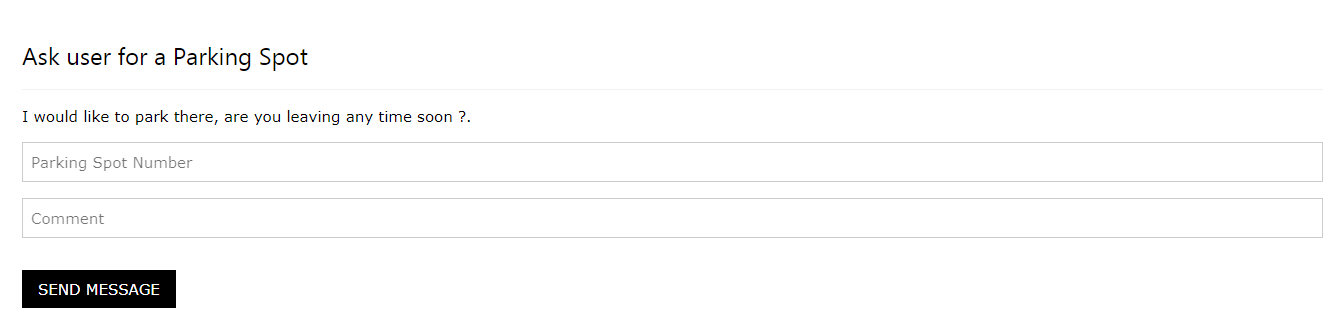 Ask user for a Parking Spot
I would like to park there, are you leaving any time soon ?.
Parking Spot Number
Comment
SEND MESSAGE